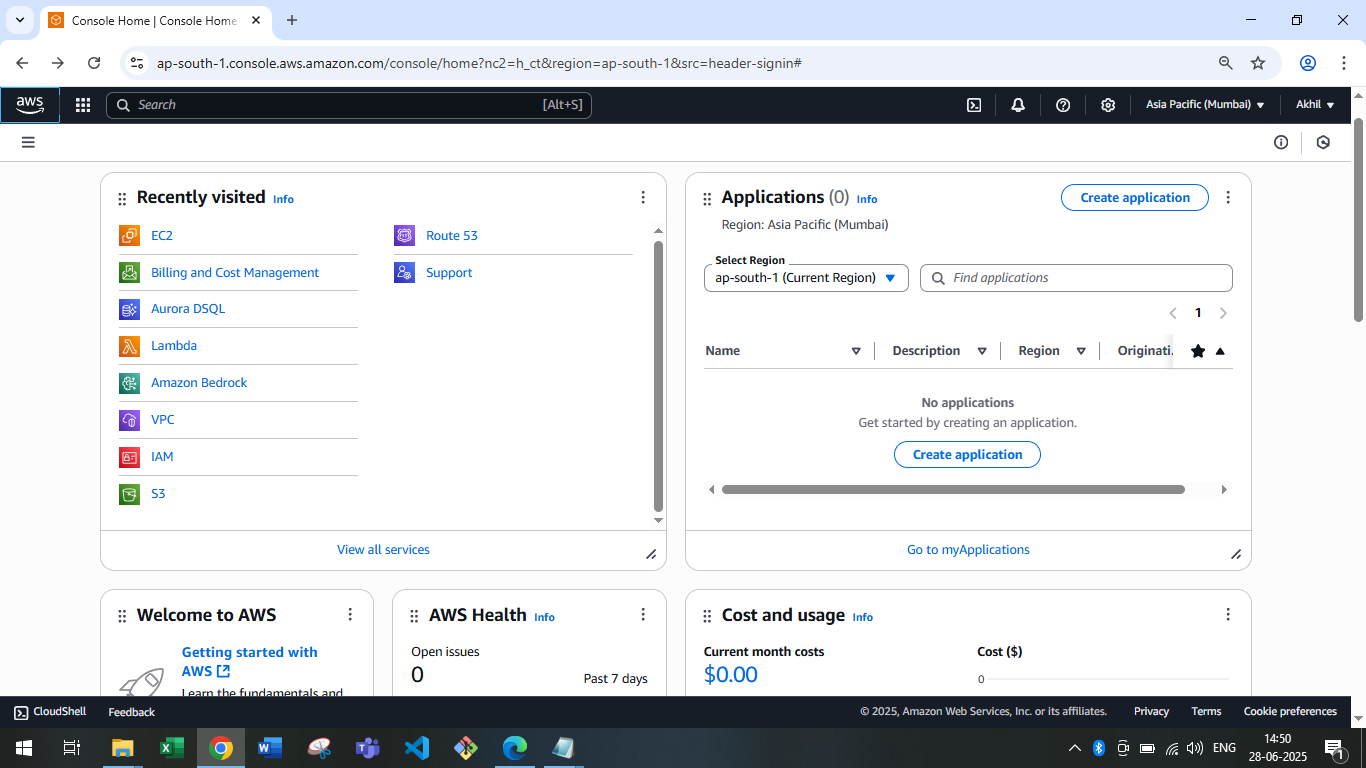 Console Home | Console Home
ap-south-1.console.aws.amazon.com/console/home?nc2=h_ct&region=ap-south-1&src=header-signin#
aws
Search
[Alt+S]
Asia Pacific (Mumbai)
Akhil
Recently visited Info
EC2
Billing and Cost Management
Aurora DSQL
Lambda
Amazon Bedrock
VPC
IAM
S3
Route 53
Support
View all services
Applications (0) Info
Create application
Region: Asia Pacific (Mumbai)
Select Region
ap-south-1 (Current Region)
Find applications
1
Name
Description
Region
Originati.
No applications
Get started by creating an application.
Create application
Go to myApplications
Welcome to AWS
Getting started with
AWS
Learn the fundamentals and
AWS Health Info
Open issues
0
Past 7 days
Cost and usage Info
Current month costs
$0.00
Cost ($)
0
CloudShell
Feedback
© 2025, Amazon Web Services, Inc. or its affiliates.
Privacy
Terms
Cookie preferences
ENG
14:50
28-06-2025
1